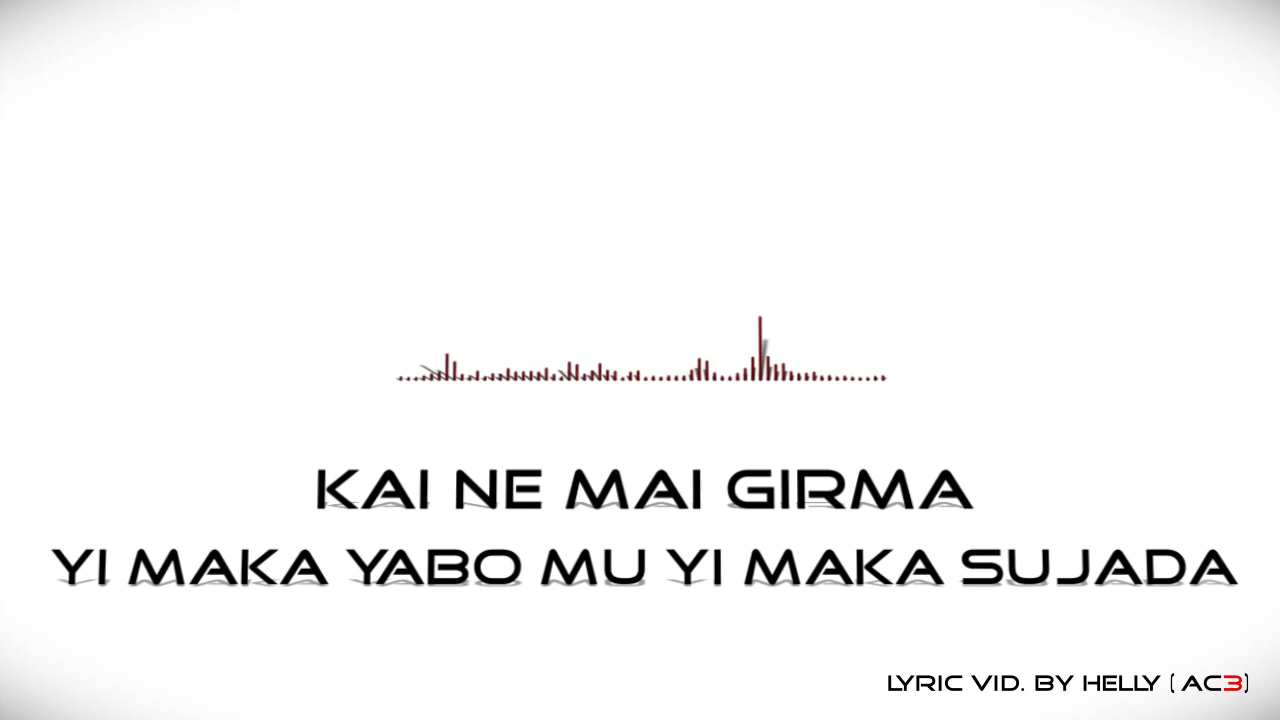 KAI NE MAI GIRMA
YI MAKA YABO MU YI MAKA SUJADA
LYRIC VID. BY HELLY ( AC3)